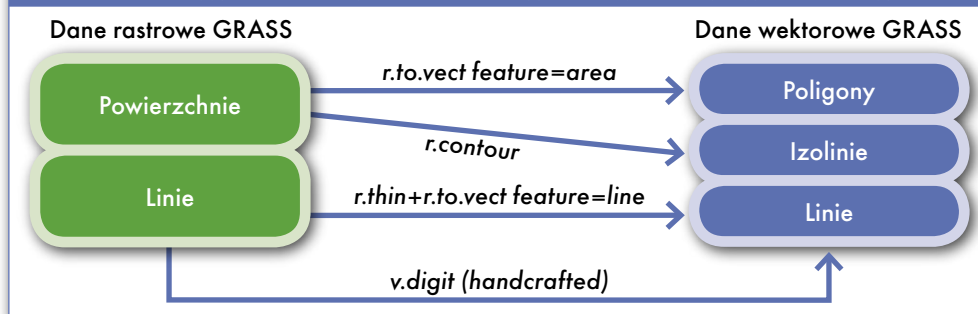 Dane rastrowe GRASS
Dane wektorowe GRASS
r.to.vect feature=area
Powierzchnie
Poligony
r.contour
Izolinie
Linie
r.thin+r.to.vect feature=line
Linie
v.digit (handcrafted)